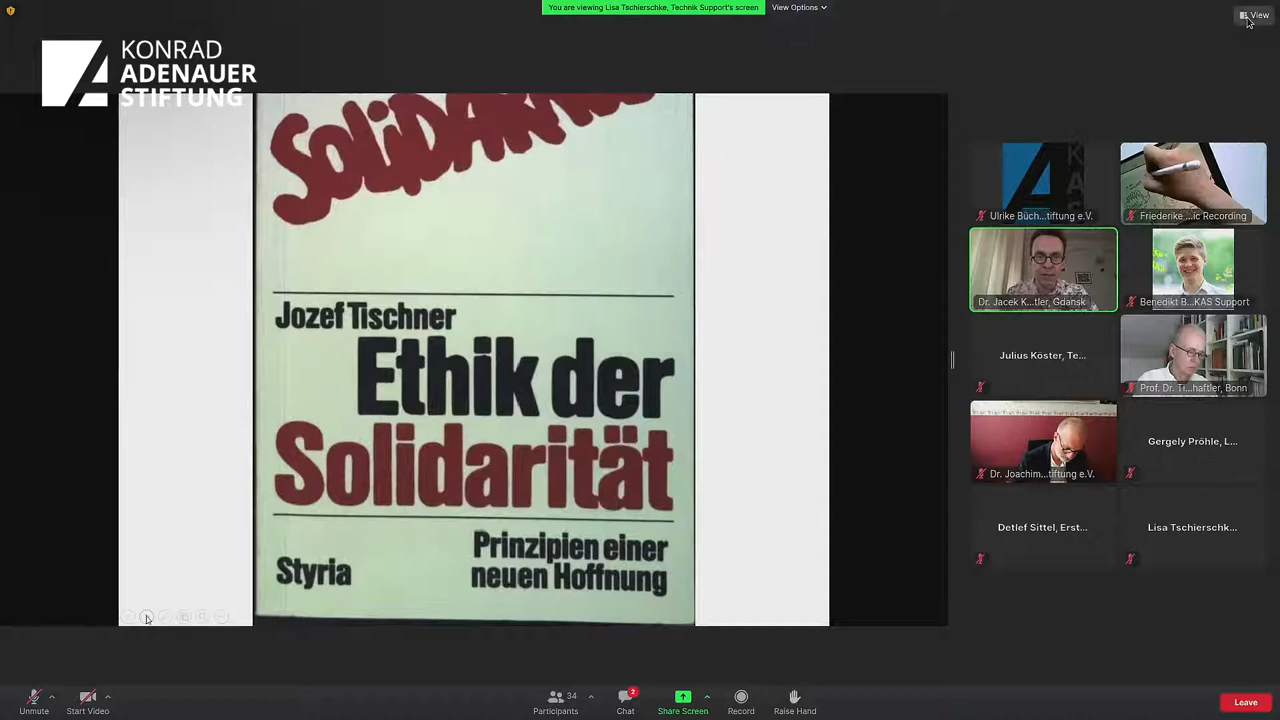 You are viewing Lisa Tschierschke, Technik Support's screen
View Options
View
KONRAD
ADENAUER
STIFTUNG
SOLIDARNOŚĆ
Jozef Tischner
Ethik der
Solidarität
Prinzipien einer
neuen Hoffnung
Styria
Ulrike Büch...tiftung e.V.
Friederike ...ic Recording
Dr. Jacek K...tler, Gdansk
Benedikt B...KAS Support
Julius Köster, Te...
Prof. Dr. Ti...haftler, Bonn
Dr. Joachim...tiftung e.V.
Gergely Pröhle, L...
Detlef Sittel, Erst...
Lisa Tschierschk...
Unmute
Start Video
34
Participants
2
Chat
Share Screen
Record
Raise Hand
Leave